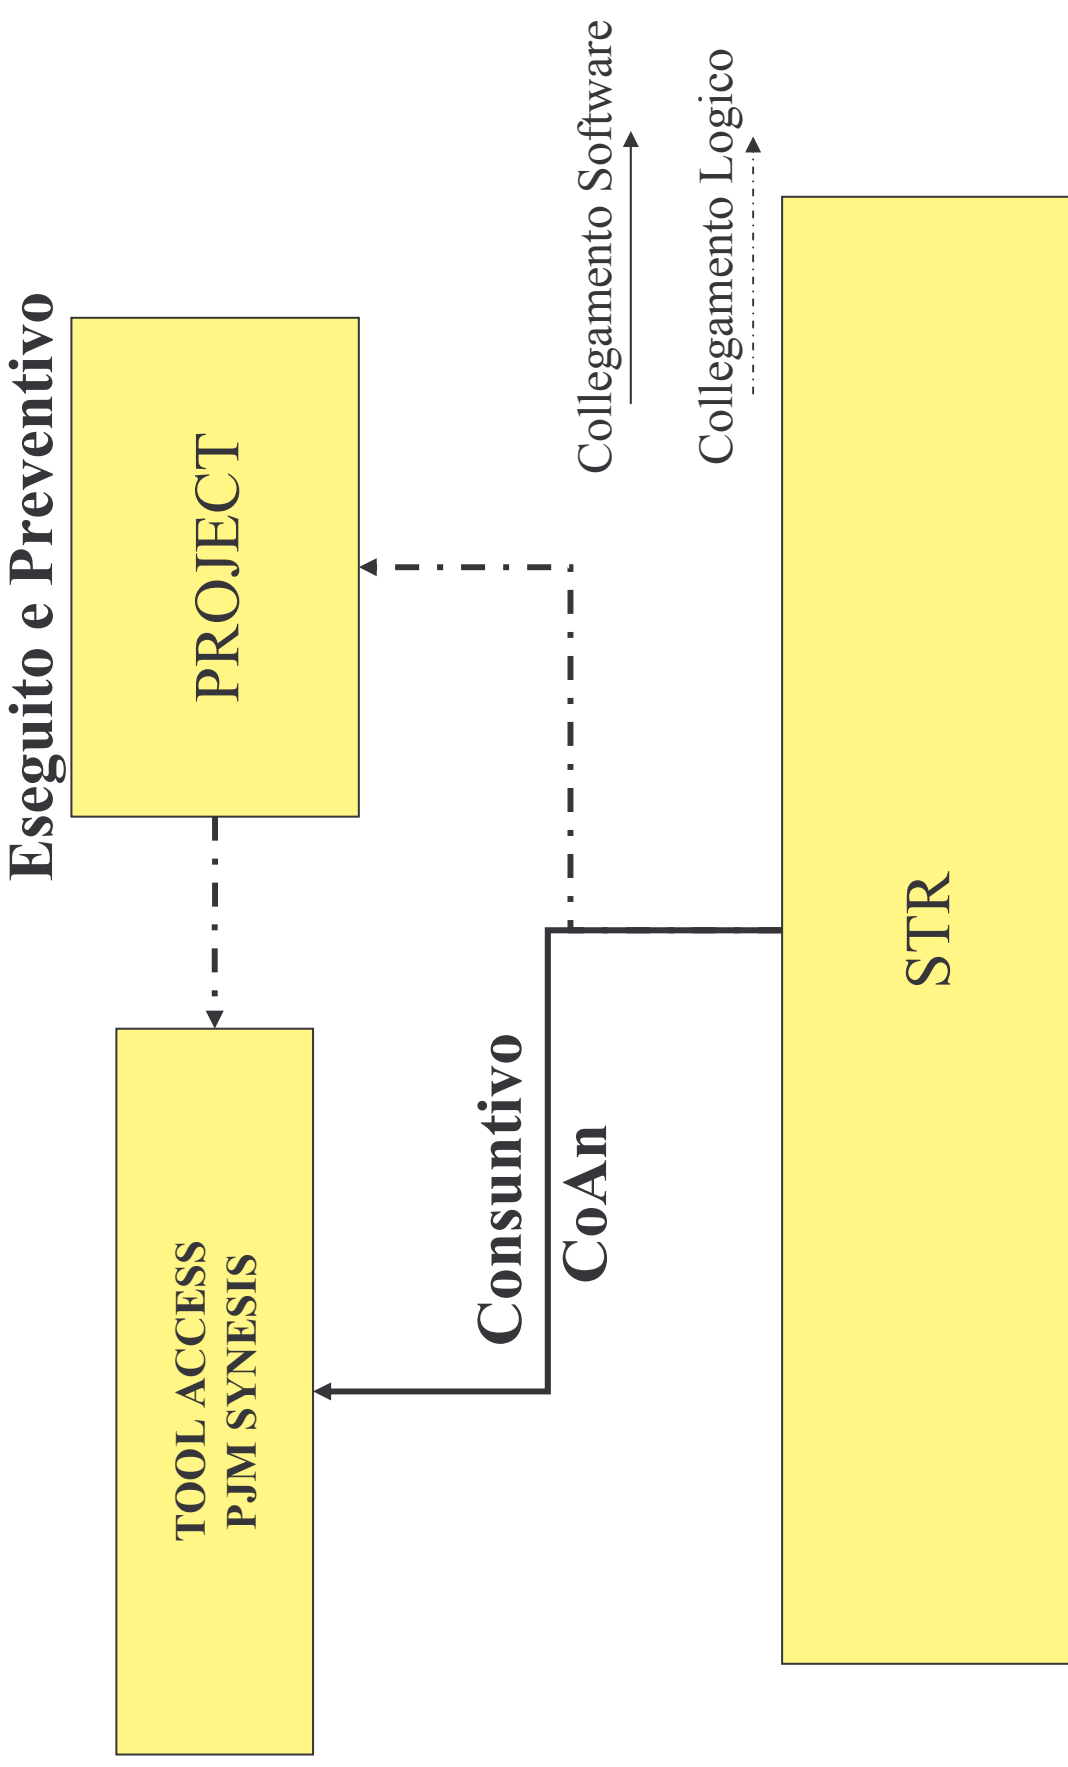 Eseguito e Preventivo
PROJECT
TOOL ACCESS
PJM SYNESIS
Consuntivo
CoAn
Collegamento Software
Collegamento Logico
STR